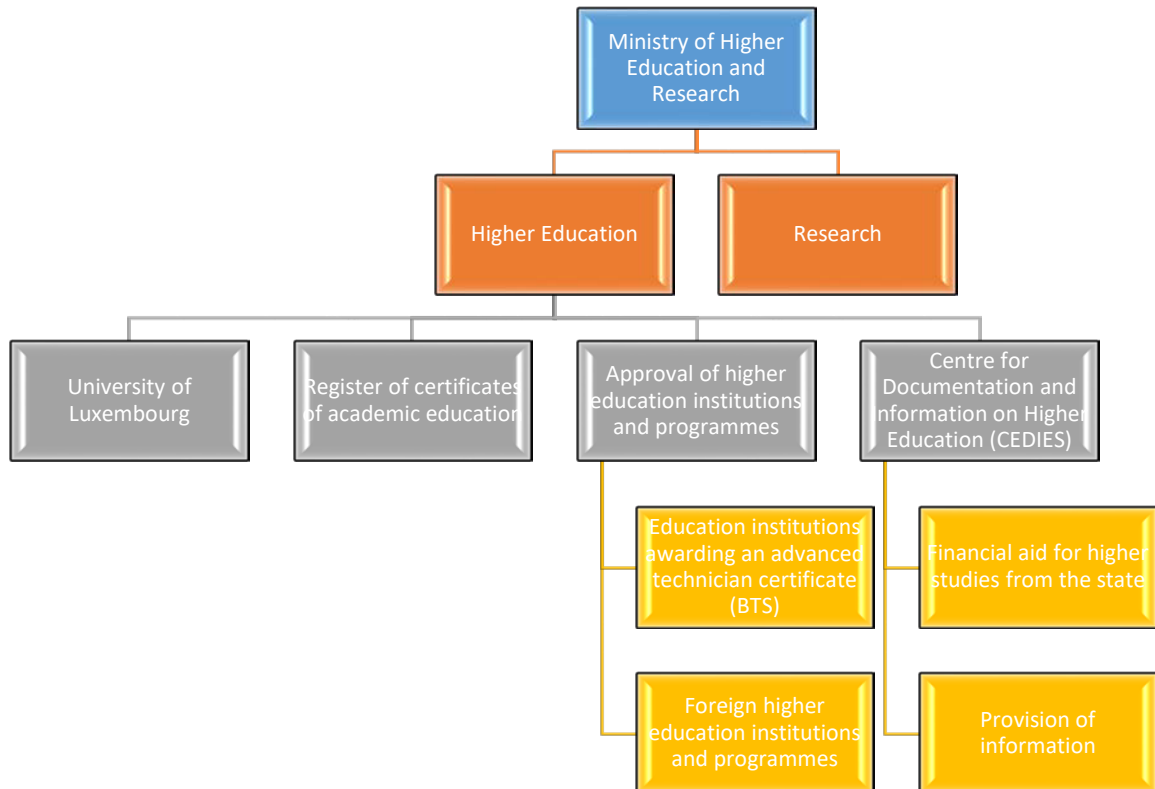 Ministry of Higher
Education and
Research
Higher Education
Research
University of
Luxembourg
Register of certificates
of academic education
Approval of higher
education institutions
and programmes
Centre for
Documentation and
Information on Higher
Education (CEDIES)
Education institutions
awarding an advanced
technician certificate
(BTS)
Financial aid for higher
studies from the state
Foreign higher
education institutions
and programmes
Provision of
information